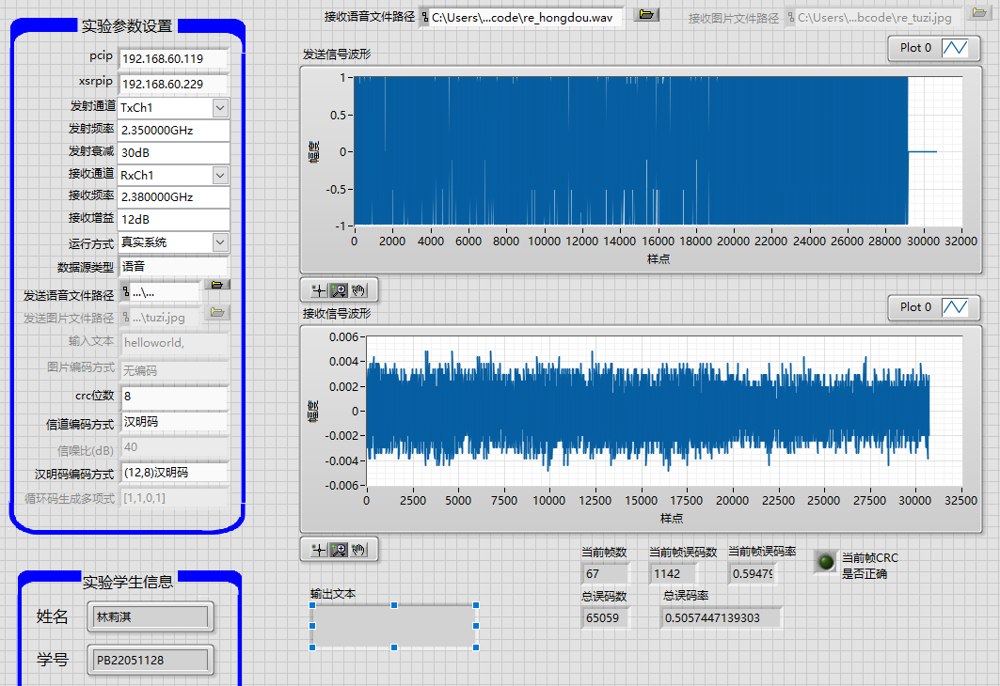 接收语音文件路径 C:\Users\...code\re_hongdou.wav
接收图片文件路径 C:\Users\...bcode\re_tuzi.jpg
实验参数设置
pcip 192.168.60.119
xsrpip 192.168.60.229
发射通道 TxCh1
发射频率 2.350000GHz
发射衰减 30dB
接收通道 RxCh1
接收频率 2.380000GHz
接收增益 12dB
运行方式 真实系统
数据源类型 语音
发送语音文件路径 ...\...
发送图片文件路径 ...\tuzi.jpg
输入文本 helloworld,
图片编码方式 无编码
crc位数 8
信道编码方式 汉明码
信噪比(dB) 40
汉明码编码方式 (12,8)汉明码
循环码生成多项式 [1,1,0,1]
实验学生信息
姓名 林莉淇
学号 PB22051128
发送信号波形
Plot 0
幅度
1
0.5
0
-0.5
-1
0 2000 4000 6000 8000 10000 12000 14000 16000 18000 20000 22000 24000 26000 28000 30000 32000
样点
接收信号波形
Plot 0
幅度
0.006
0.004
0.002
0
-0.002
-0.004
-0.006
0 2500 5000 7500 10000 12500 15000 17500 20000 22500 25000 27500 30000 32500
样点
输出文本
当前帧数 当前帧误码数 当前帧误码率
67 1142 0.59479
当前帧CRC
是否正确
总误码数 总误码率
65059 0.5057447139303